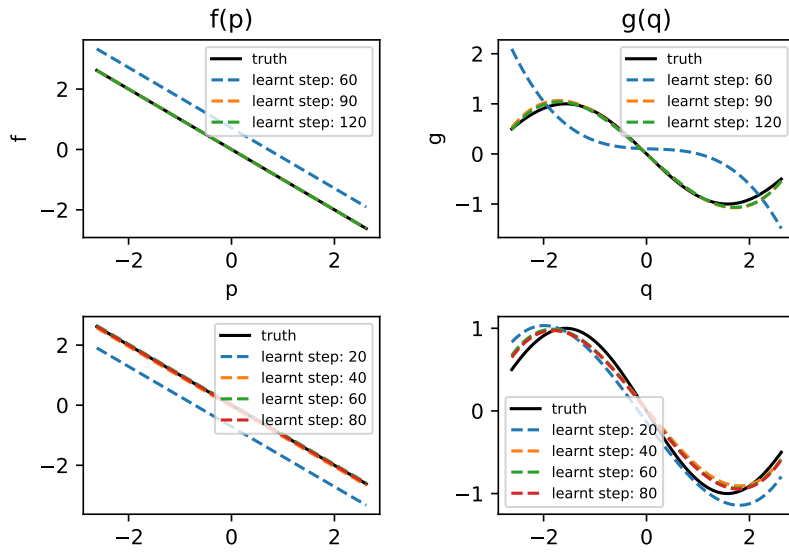 f(p)
g(q)
f
2
0
−2
truth
learnt step: 60
learnt step: 90
learnt step: 120
−2
0
2
p
g
2
1
0
−1
truth
learnt step: 60
learnt step: 90
learnt step: 120
−2
0
2
q
2
0
−2
truth
learnt step: 20
learnt step: 40
learnt step: 60
learnt step: 80
−2
0
2
1
0
−1
truth
learnt step: 20
learnt step: 40
learnt step: 60
learnt step: 80
−2
0
2